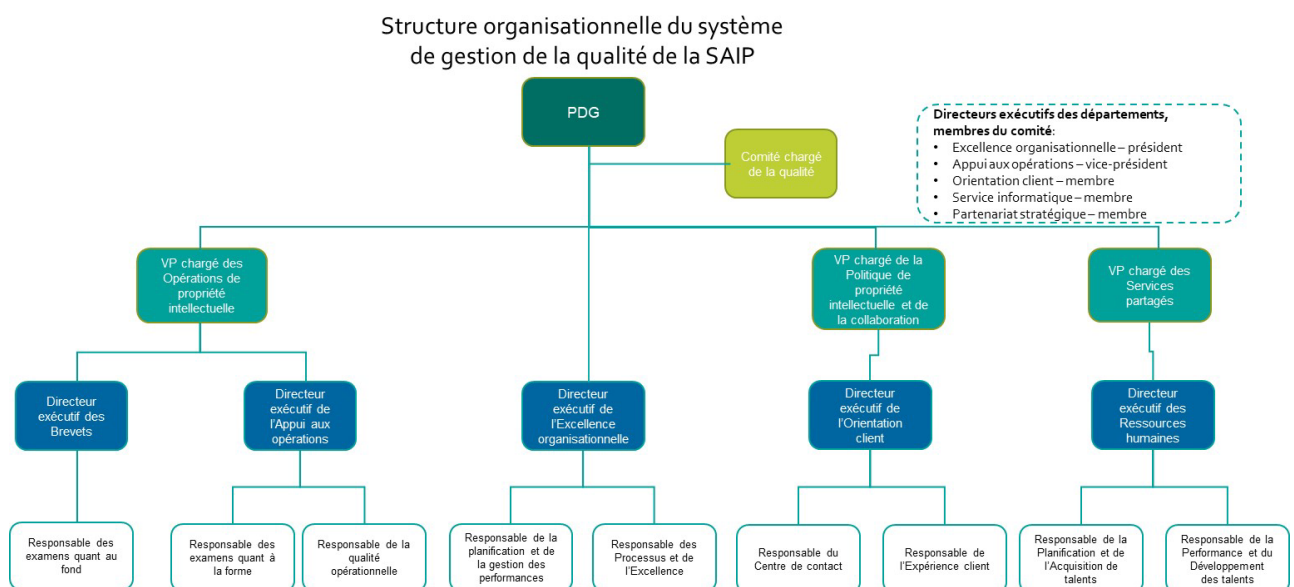 Structure organisationnelle du système
de gestion de la qualité de la SAIP
PDG
Comité chargé
de la qualité
Directeurs exécutifs des départements,
membres du comité:
• Excellence organisationnelle – président
• Appui aux opérations – vice-président
• Orientation client – membre
• Service informatique – membre
• Partenariat stratégique – membre
VP chargé des
Opérations de
propriété
intellectuelle
VP chargé de la
Politique de
propriété
intellectuelle et de
la collaboration
VP chargé des
Services
partagés
Directeur
exécutif des
Brevets
Directeur
exécutif de
l'Appui aux
opérations
Directeur
exécutif de
l'Excellence
organisationnelle
Directeur
exécutif de
l'Orientation
client
Directeur
exécutif des
Ressources
humaines
Responsable des
examens quant au
fond
Responsable des
examens quant à
la forme
Responsable de la
qualité
opérationnelle
Responsable de la
planification et de
la gestion des
performances
Responsable des
Processus et de
l'Excellence
Responsable du
Centre de contact
Responsable de
l'Expérience client
Responsable de la
Planification et de
l'Acquisition de
talents
Responsable de la
Performance et du
Développement
des talents